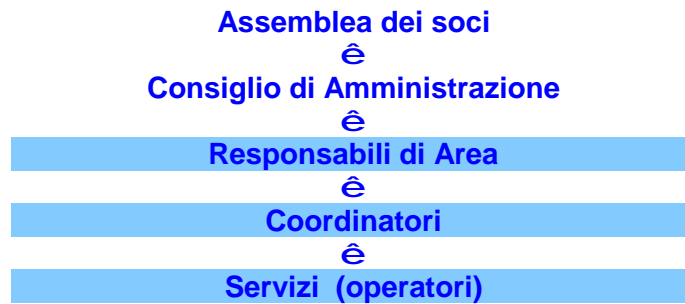 Assemblea dei soci
ê
Consiglio di Amministrazione
ê
Responsabili di Area
ê
Coordinatori
ê
Servizi (operatori)